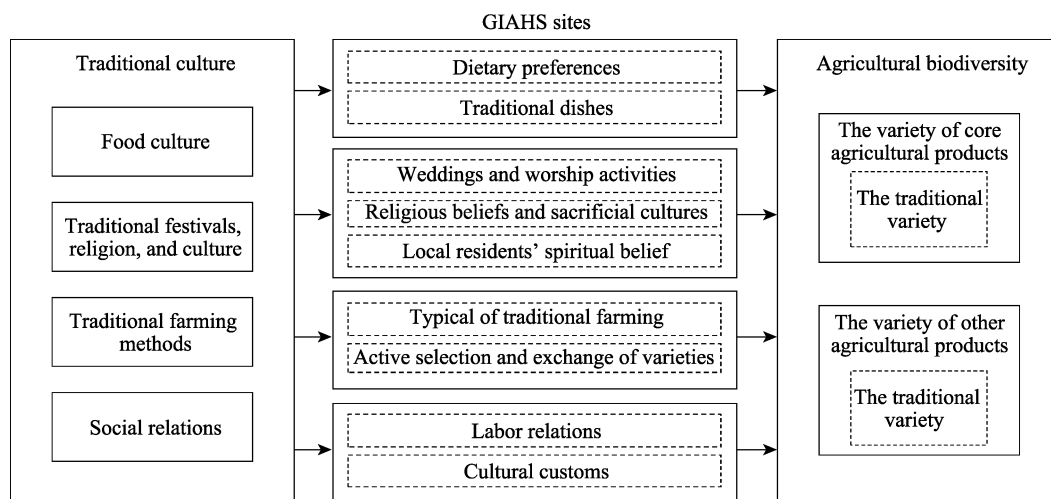 GIAHS sites
Traditional culture
Food culture
Traditional festivals,
religion, and culture
Traditional farming
methods
Social relations
Dietary preferences
Traditional dishes
Weddings and worship activities
Religious beliefs and sacrificial cultures
Local residents’ spiritual belief
Typical of traditional farming
Active selection and exchange of varieties
Labor relations
Cultural customs
Agricultural biodiversity
The variety of core
agricultural products
The traditional
variety
The variety of other
agricultural products
The traditional
variety